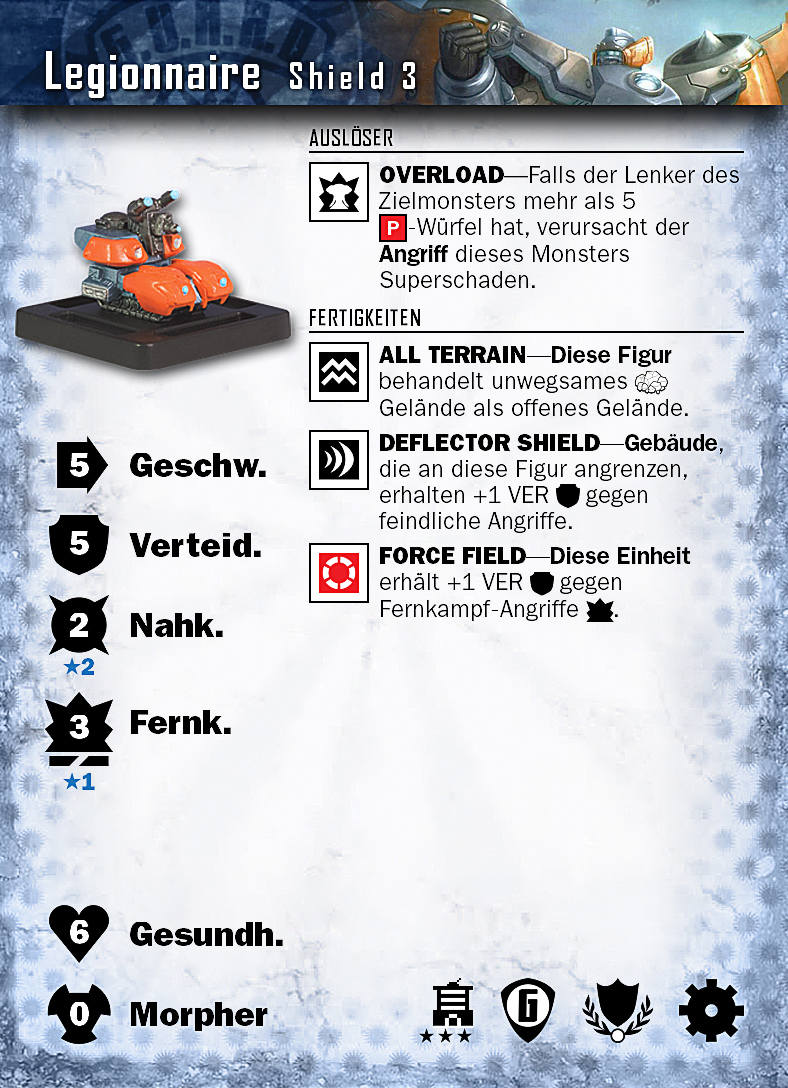 G.U.A.R.D
Legionnaire Shield 3
AUSLÖSER
OVERLOAD—Falls der Lenker des
Zielmonsters mehr als 5
P-Würfel hat, verursacht der
Angriff dieses Monsters
Superschaden.
FERTIGKEITEN
ALL TERRAIN—Diese Figur
behandelt unwegsames
Gelände als offenes Gelände.
DEFLECTOR SHIELD—Gebäude,
die an diese Figur angrenzen,
erhalten +1 VER gegen
feindliche Angriffe.
FORCE FIELD—Diese Einheit
erhält +1 VER gegen
Fernkampf-Angriffe .
5 Geschw.
5 Verteid.
2 Nahk.
★2
3 Fernk.
★1
6 Gesundh.
0 Morpher
★★★
G